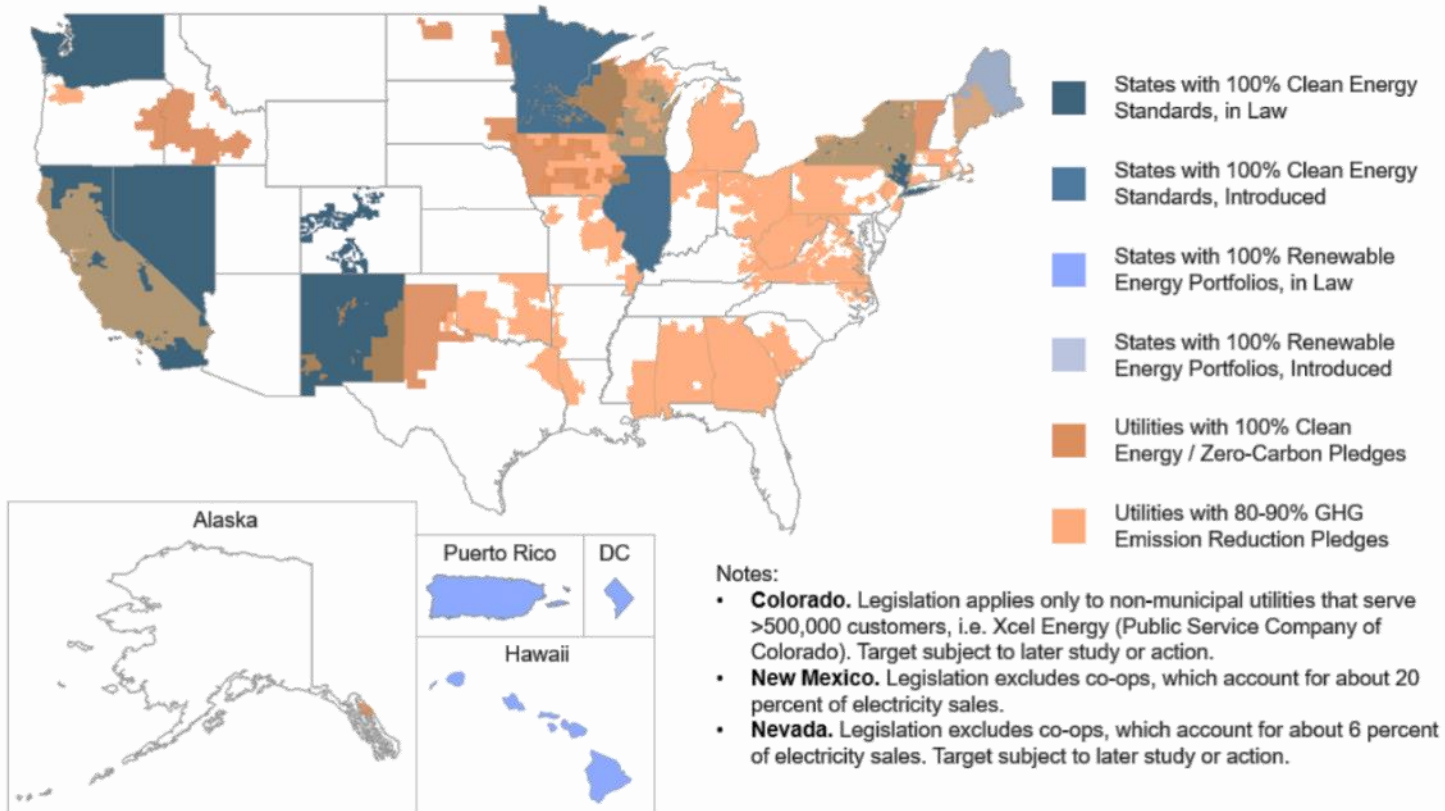 States with 100% Clean Energy
Standards, in Law
States with 100% Clean Energy
Standards, Introduced
States with 100% Renewable
Energy Portfolios, in Law
States with 100% Renewable
Energy Portfolios, Introduced
Utilities with 100% Clean
Energy / Zero-Carbon Pledges
Utilities with 80-90% GHG
Emission Reduction Pledges
Alaska
Puerto Rico
DC
Hawaii
Notes:
• Colorado. Legislation applies only to non-municipal utilities that serve
>500,000 customers, i.e. Xcel Energy (Public Service Company of
Colorado). Target subject to later study or action.
• New Mexico. Legislation excludes co-ops, which account for about 20
percent of electricity sales.
• Nevada. Legislation excludes co-ops, which account for about 6 percent
of electricity sales. Target subject to later study or action.